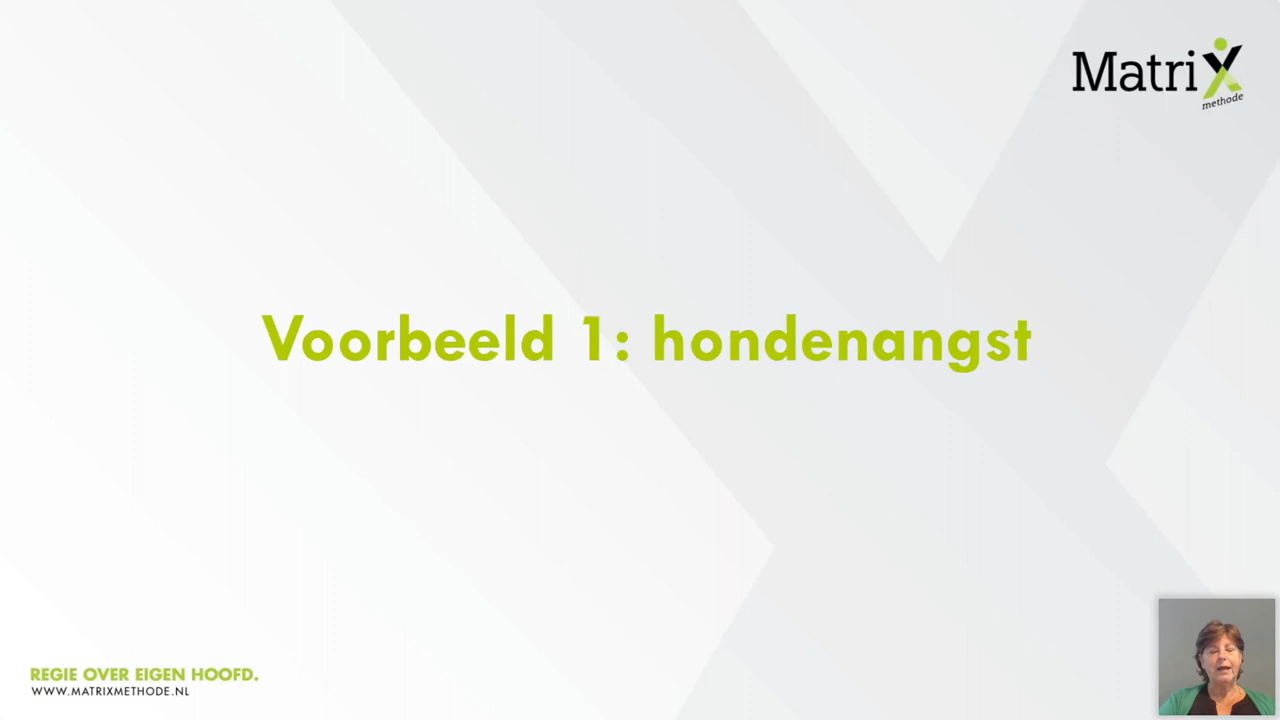 MatriX
methode
Voorbeeld 1: hondenangst
REGIE OVER EIGEN HOOFD.
WWW.MATRIXMETHODE.NL